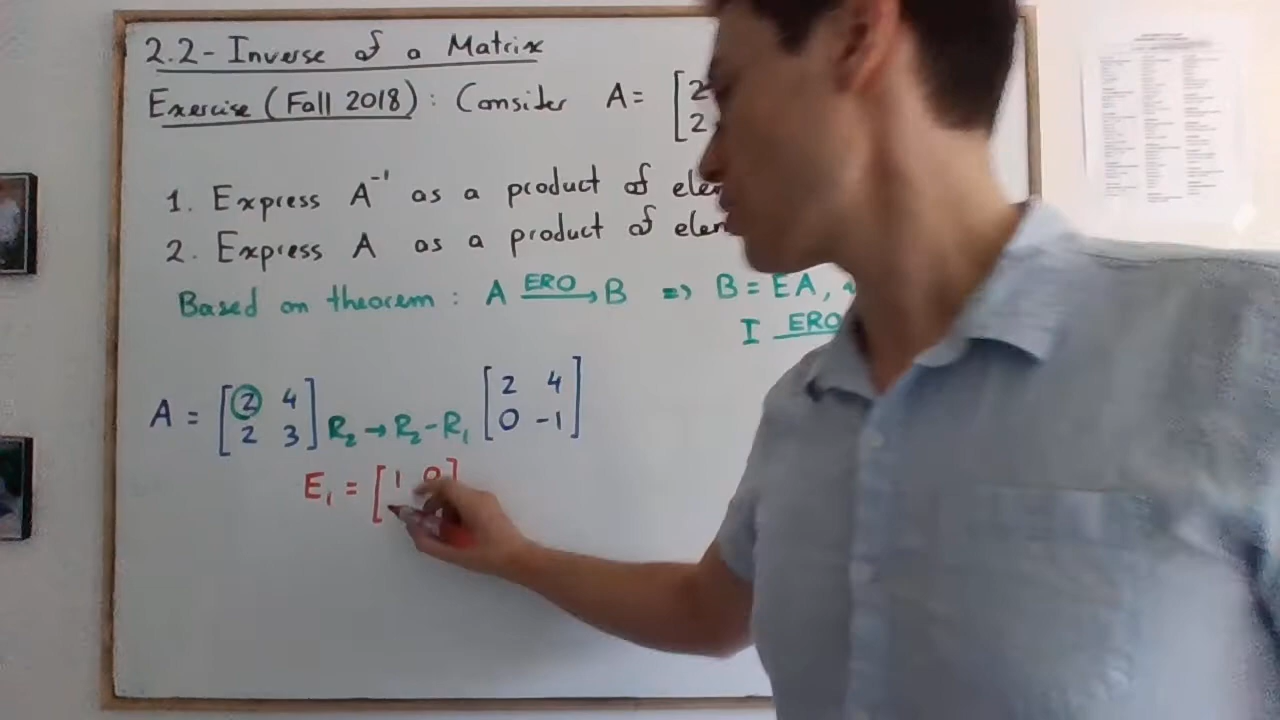 2.2 - Inverse of a Matrix
Exercise (Fall 2018) : Consider A = [2
2
1. Express A⁻¹ as a product of
2. Express A as a product of
Based on theorem : A ERO→ B => B = EA,
I ERO
A = [2 4] R₂→R₂-R₁ [2 4]
[2 3] [0 -1]
E₁ = [1 0]